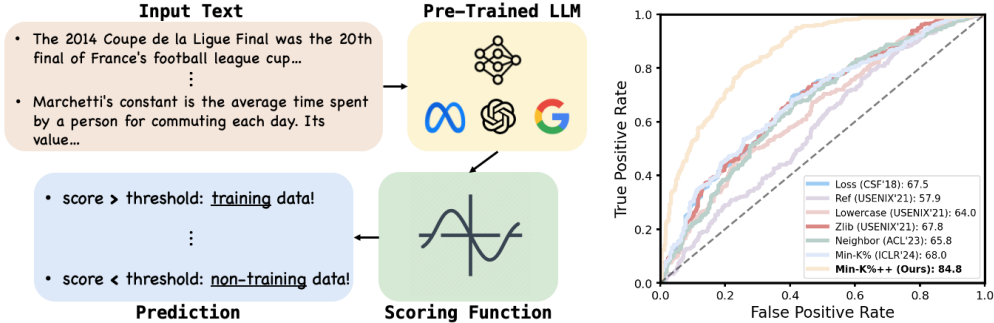 Input Text
• The 2014 Coupe de la Ligue Final was the 20th
final of France's football league cup...
⋮
• Marchetti's constant is the average time spent
by a person for commuting each day. Its
value...
Pre-Trained LLM
• score > threshold: training data!
⋮
• score < threshold: non-training data!
Prediction
Scoring Function
True Positive Rate
1.0
0.8
0.6
0.4
0.2
0.0
Loss (CSF'18): 67.5
Ref (USENIX'21): 57.9
Lowercase (USENIX'21): 64.0
Zlib (USENIX'21): 67.8
Neighbor (ACL'23): 65.8
Min-K% (ICLR'24): 68.0
Min-K%++ (Ours): 84.8
0.0 0.2 0.4 0.6 0.8 1.0
False Positive Rate